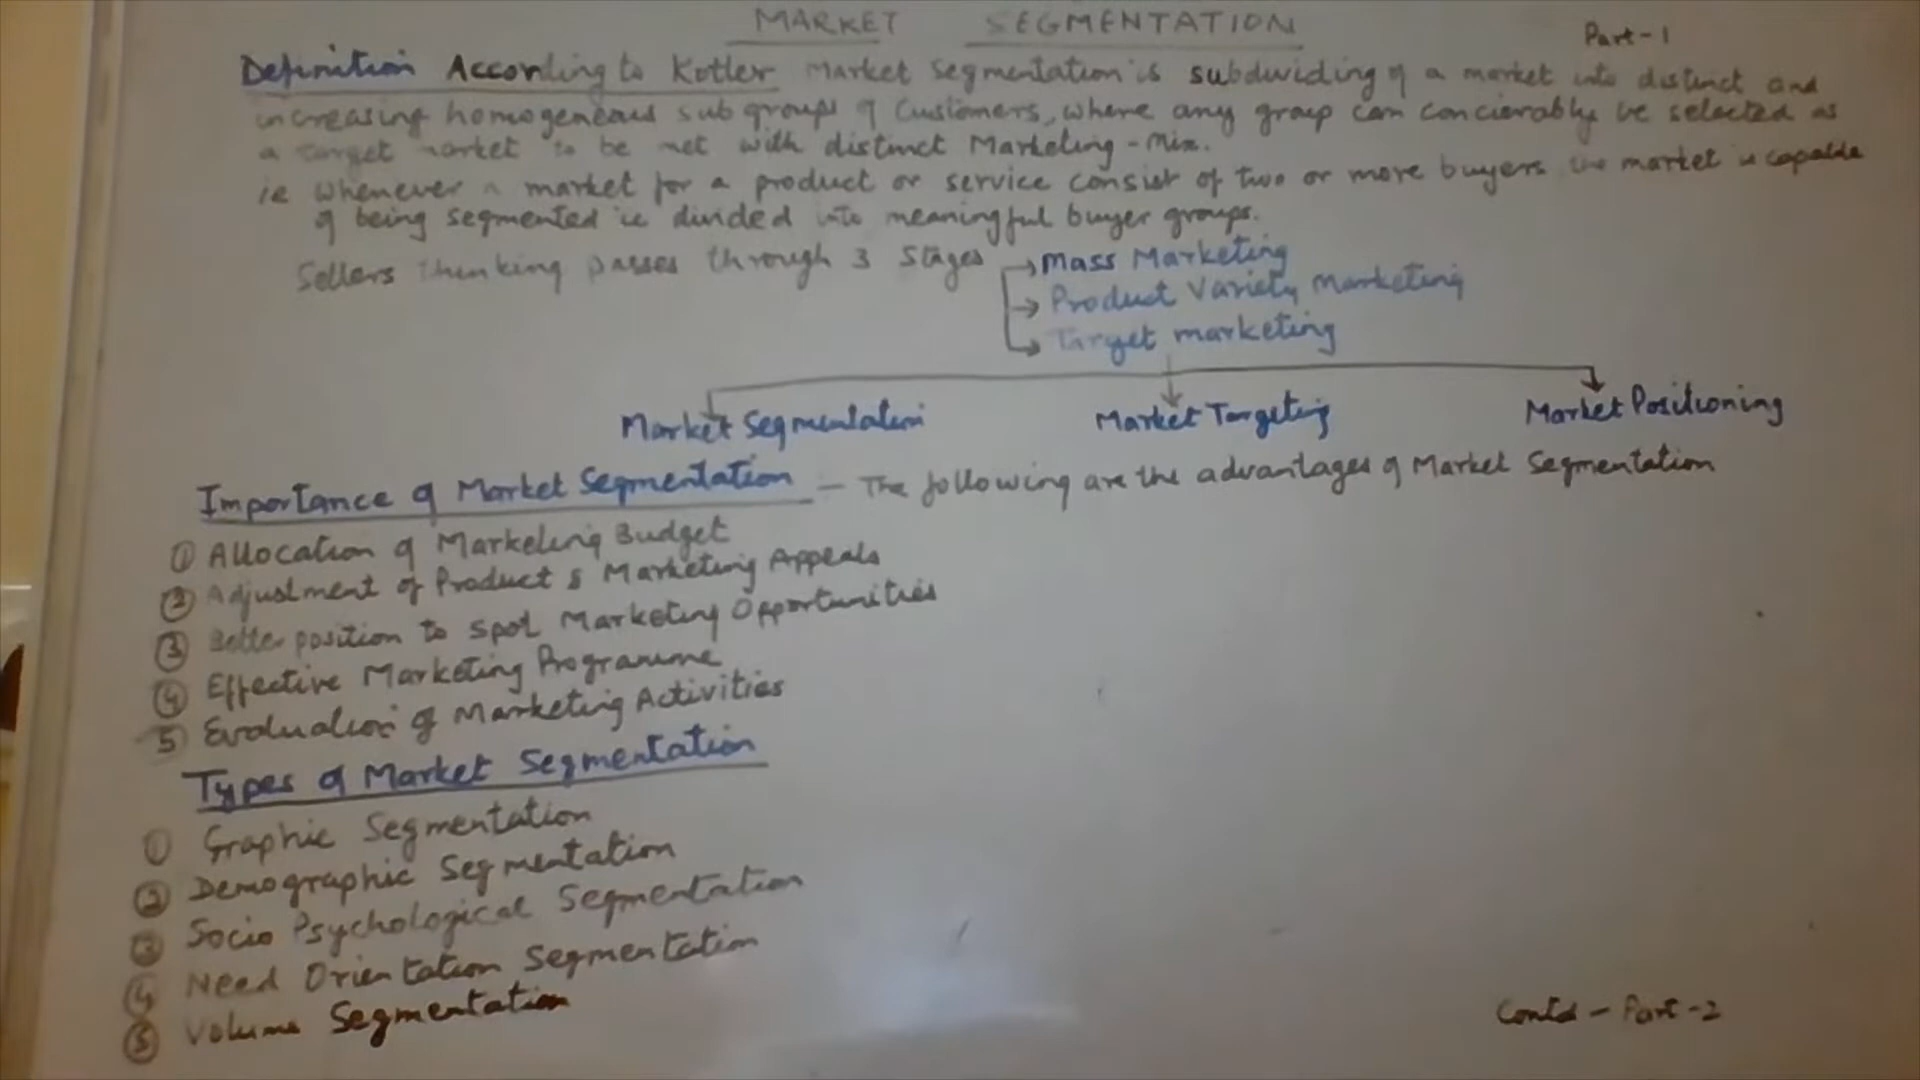 MARKET SEGMENTATION
Part-1
Definition According to Kotler Market Segmentation is subdividing of a market into distinct and
increasing homogeneous sub groups of Customers, where any group can concievably be selected as
a target market to be met with distinct Marketing-Mix.
ie Whenever a market for a product or service consist of two or more buyers the market is capable
of being segmented ie divided into meaningful buyer groups.
Sellers thinking passes through 3 Stages
→ Mass Marketing
→ Product Variety Marketing
→ Target marketing
Market Segmentation Market Targeting Market Positioning
Importance of Market Segmentation - The following are the advantages of Market Segmentation
① Allocation of Marketing Budget
② Adjustment of Product & Marketing Appeals
③ Better position to spot Marketing Opportunities
④ Effective Marketing Programme
5 Evaluation of Marketing Activities
Types of Market Segmentation
① Graphic Segmentation
② Demographic Segmentation
③ Socio Psychological Segmentation
④ Need Orientation Segmentation
⑤ Volume Segmentation
Contd - Part-2